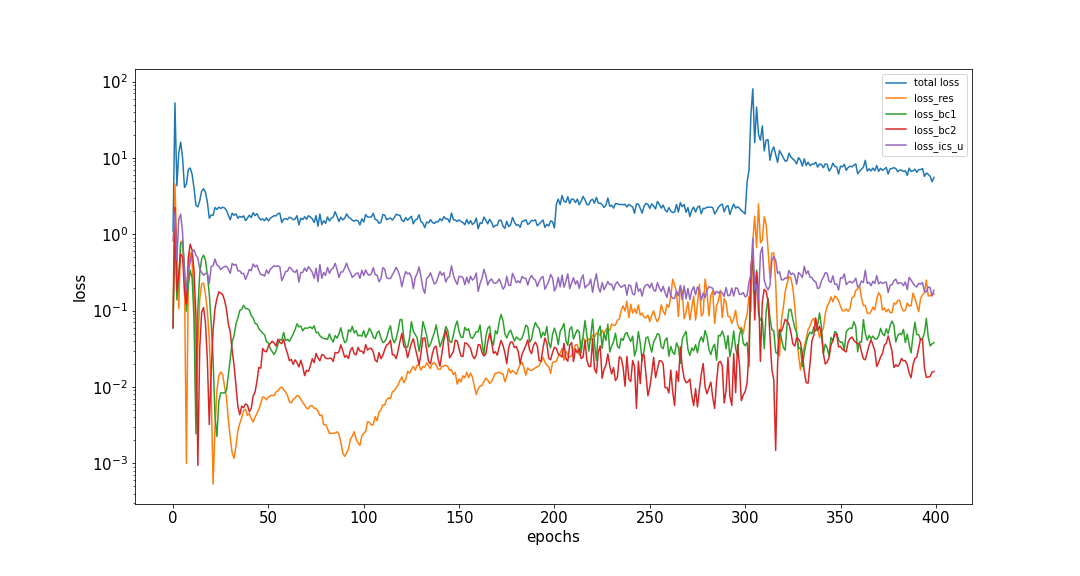 10²
10¹
10⁰
10⁻¹
10⁻²
10⁻³
loss
0 50 100 150 200 250 300 350 400
epochs
total loss
loss_res
loss_bc1
loss_bc2
loss_ics_u